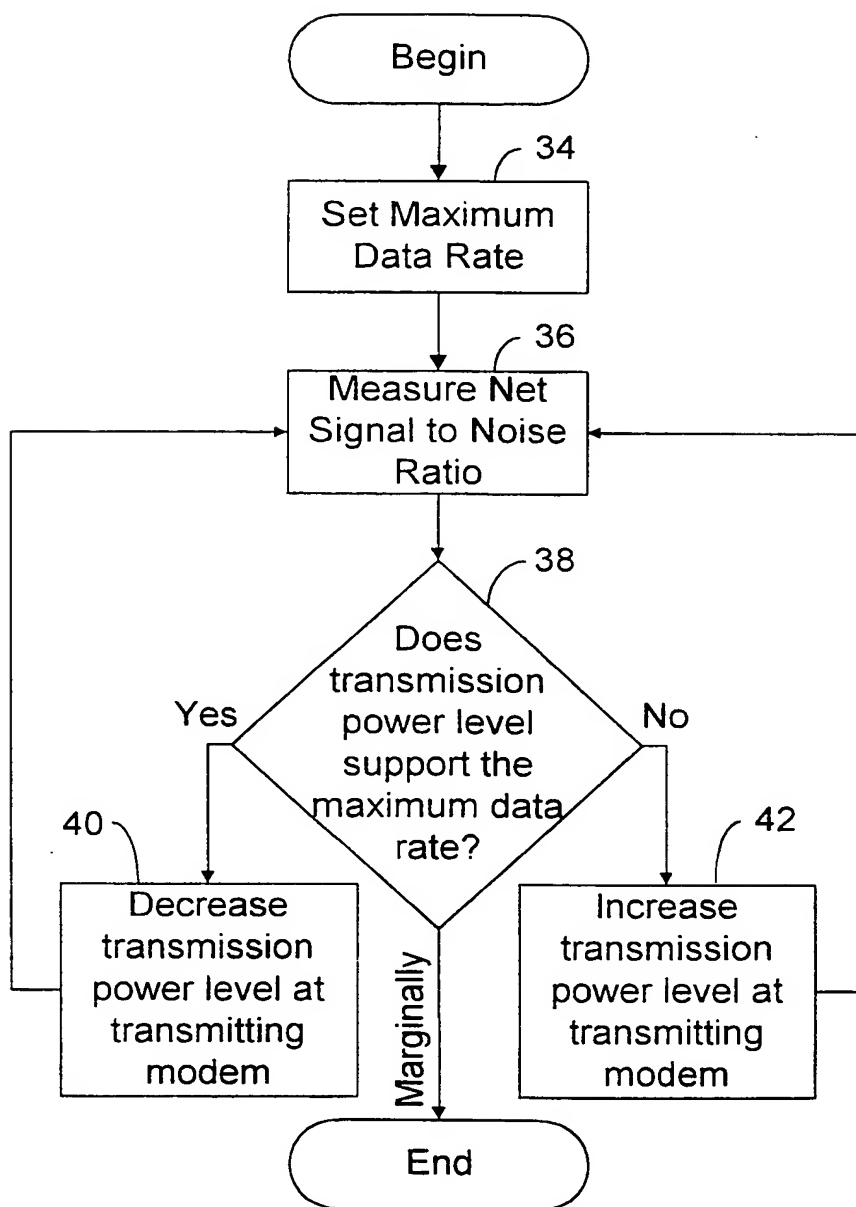 Begin
34
Set Maximum
Data Rate
36
Measure Net
Signal to Noise
Ratio
38
Does
transmission
power level
support the
maximum data
rate?
Yes
No
40
Decrease
transmission
power level at
transmitting
modem
42
Increase
transmission
power level at
transmitting
modem
Marginally
End